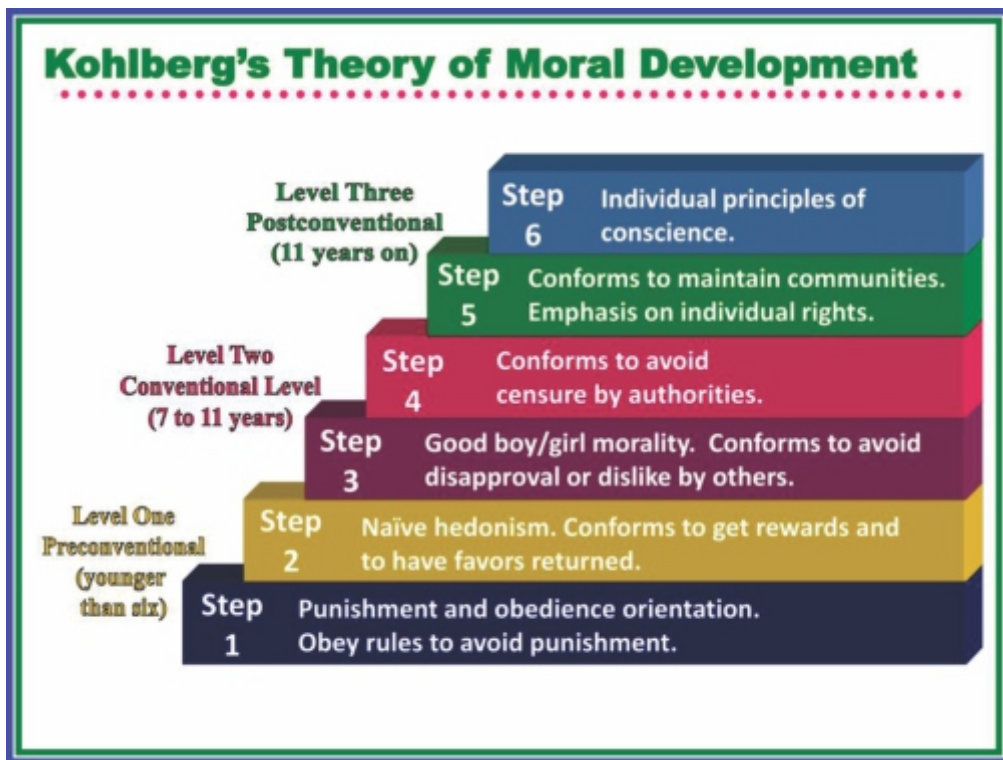 Kohlberg's Theory of Moral Development
Level Three
Postconventional
(11 years on)
Step
6
Individual principles of
conscience.
Step
5
Conforms to maintain communities.
Emphasis on individual rights.
Level Two
Conventional Level
(7 to 11 years)
Step
4
Conforms to avoid
censure by authorities.
Step
3
Good boy/girl morality. Conforms to avoid
disapproval or dislike by others.
Level One
Preconventional
(younger
than six)
Step
2
Naïve hedonism. Conforms to get rewards and
to have favors returned.
Step
1
Punishment and obedience orientation.
Obey rules to avoid punishment.